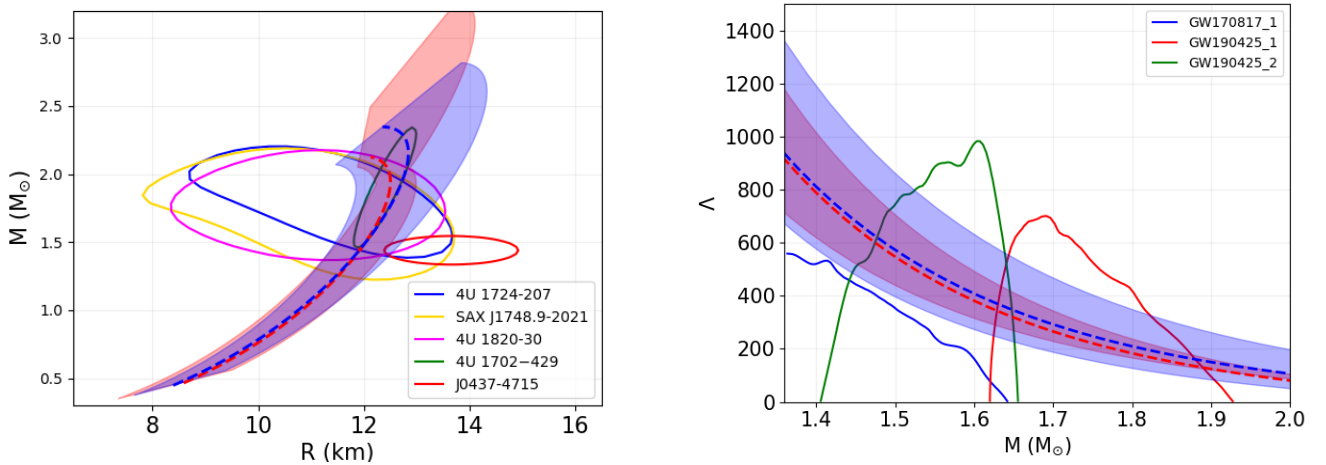 3.0
2.5
2.0
1.5
1.0
0.5
M (M⊙)
8
10
12
14
16
R (km)
4U 1724-207
SAX J1748.9-2021
4U 1820-30
4U 1702−429
J0437-4715
1400
1200
1000
800
600
400
200
0
Λ
1.4
1.5
1.6
1.7
1.8
1.9
2.0
M (M⊙)
GW170817_1
GW190425_1
GW190425_2